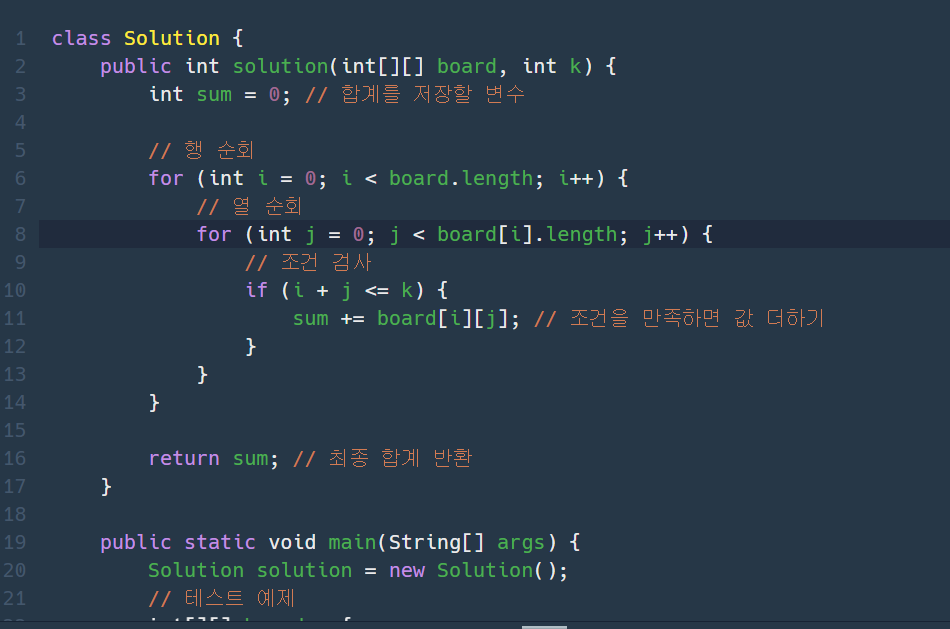 1 class Solution {
2 public int solution(int[][] board, int k) {
3 int sum = 0; // 합계를 저장할 변수
4
5 // 행 순회
6 for (int i = 0; i < board.length; i++) {
7 // 열 순회
8 for (int j = 0; j < board[i].length; j++) {
9 // 조건 검사
10 if (i + j <= k) {
11 sum += board[i][j]; // 조건을 만족하면 값 더하기
12 }
13 }
14 }
15
16 return sum; // 최종 합계 반환
17 }
18
19 public static void main(String[] args) {
20 Solution solution = new Solution();
21 // 테스트 예제